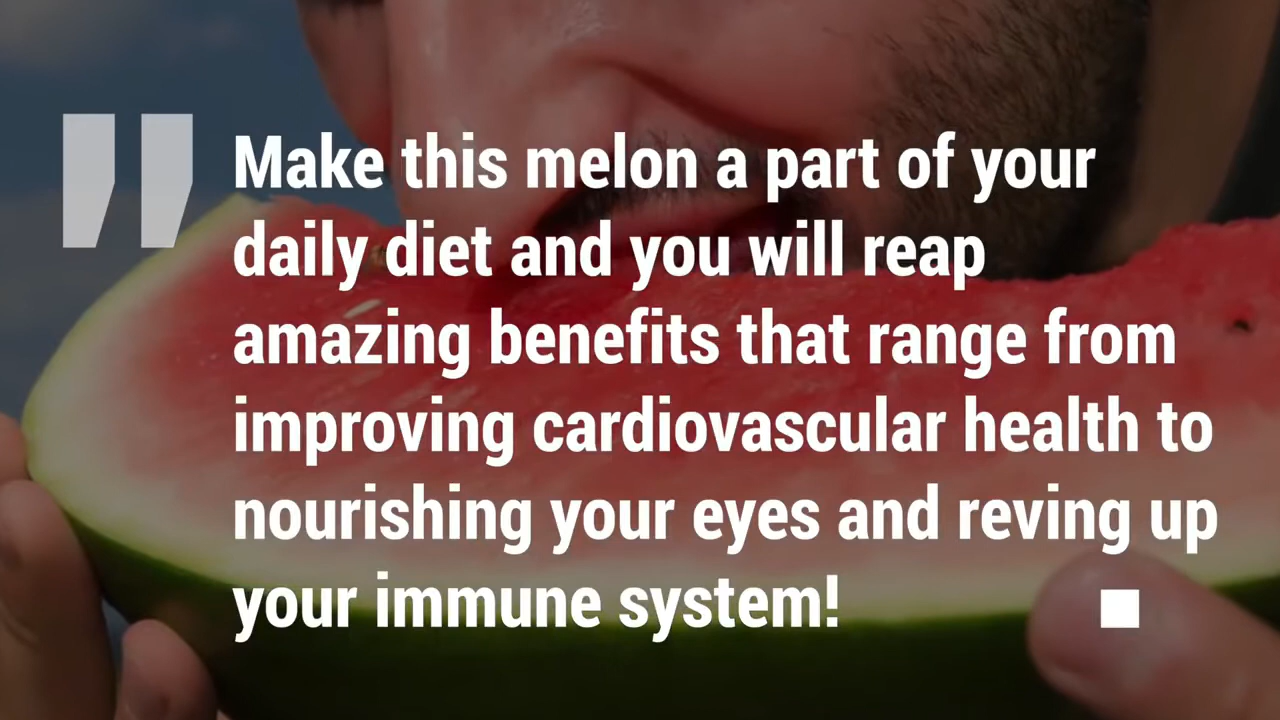 Make this melon a part of your
daily diet and you will reap
amazing benefits that range from
improving cardiovascular health to
nourishing your eyes and reving up
your immune system!